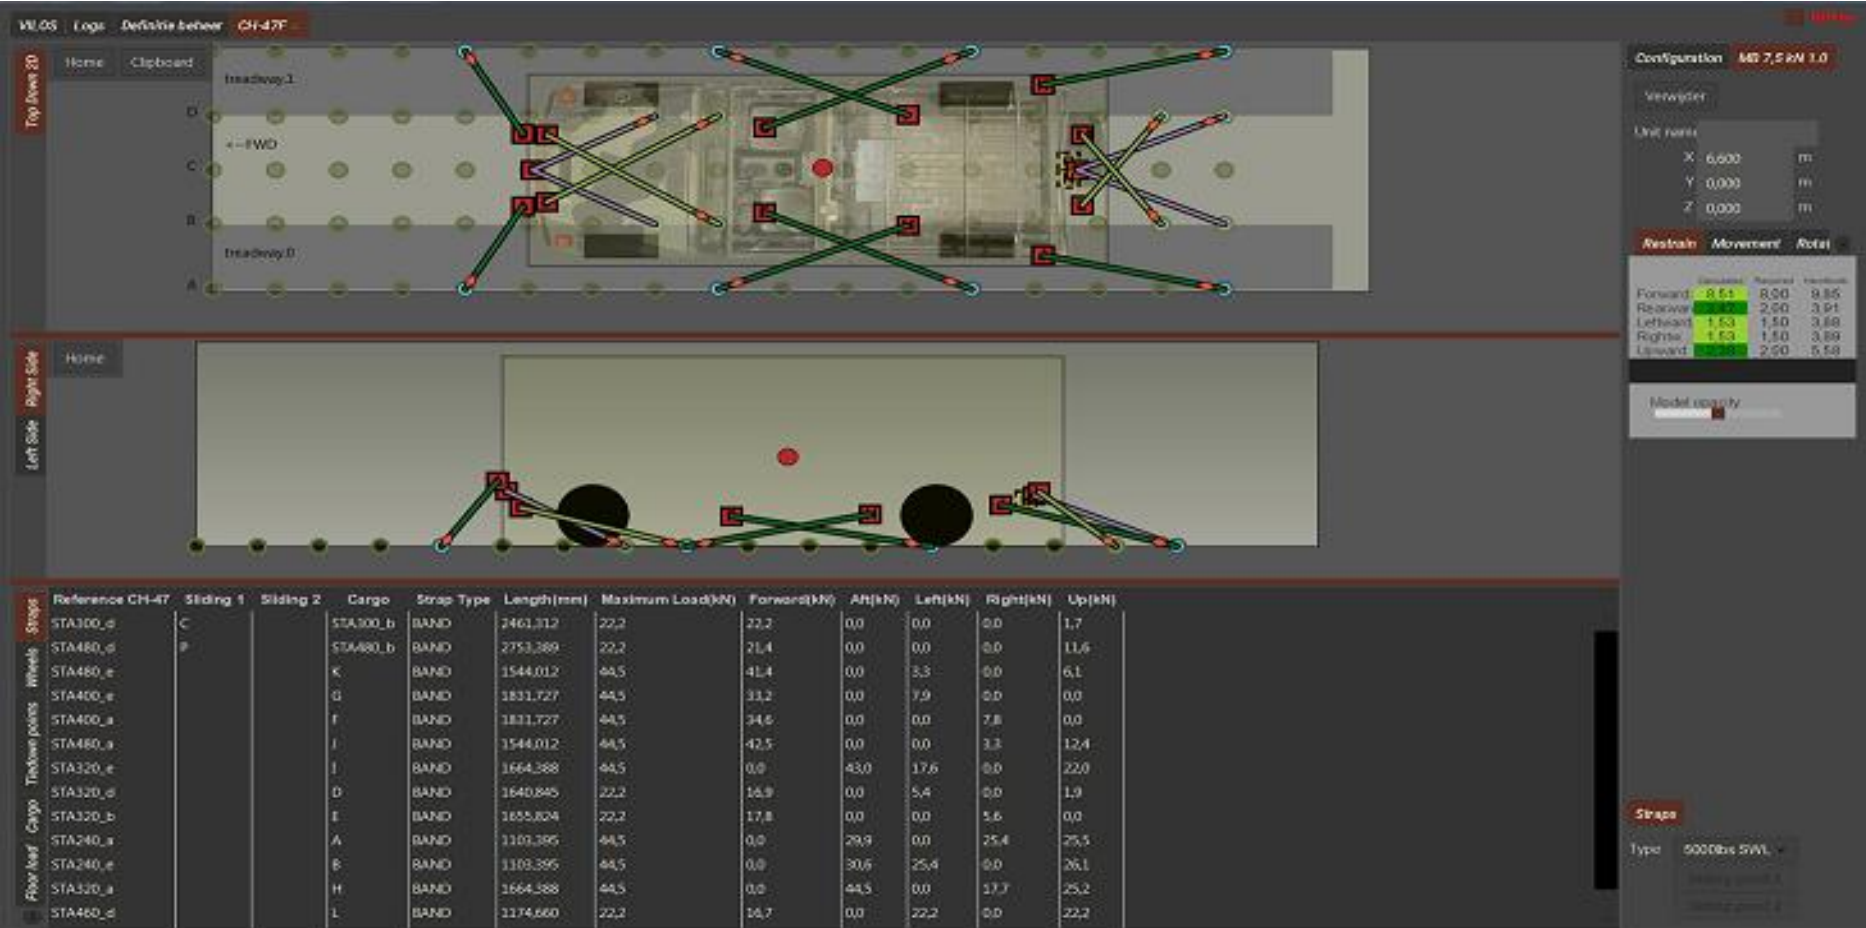 VILOS Logs Definitie beheer CH-47F
Configuration MB 7,5 kN 1.0
Top Down 2D
Home Clipboard
treadway.1
D
<--FWD
C
B
treadway.0
A
Verwijder
Unit name
X 6,600 m
Y 0,000 m
Z 0,000 m
Restrain Movement Rotat
Forward 8,51 8,90 9,85
Rearwar 2,00 3,91
Leftward 1,53 1,50 3,88
Rightw 1,53 1,50 3,89
Upward 2,00 5,58
Model opacity
Right Side
Left Side
Home
Straps
Wheels
Tiedown points
Cargo
Floor load
Reference CH-47 Sliding 1 Sliding 2 Cargo Strap Type Length(mm) Maximum Load(kN) Forward(kN) Aft(kN) Left(kN) Right(kN) Up(kN)
STA300_d C STA300_b BAND 2461,312 22,2 22,2 0,0 0,0 0,0 1,7
STA480_d P STA480_b BAND 2753,389 22,2 21,4 0,0 0,0 0,0 11,6
STA480_e K BAND 1544,012 44,5 41,4 0,0 3,3 0,0 6,1
STA400_e G BAND 1831,727 44,5 33,2 0,0 7,9 0,0 0,0
STA400_a F BAND 1831,727 44,5 34,6 0,0 0,0 7,8 0,0
STA480_a J BAND 1544,012 44,5 42,5 0,0 0,0 3,3 12,4
STA320_e I BAND 1664,388 44,5 0,0 43,0 17,6 0,0 22,0
STA320_d D BAND 1640,845 22,2 16,9 0,0 5,4 0,0 1,9
STA320_b E BAND 1655,824 22,2 17,8 0,0 0,0 5,6 0,0
STA240_a A BAND 1103,395 44,5 0,0 29,9 0,0 25,4 25,5
STA240_e B BAND 1103,395 44,5 0,0 30,6 25,4 0,0 26,1
STA320_a H BAND 1664,388 44,5 0,0 44,5 0,0 17,7 25,2
STA460_d L BAND 1174,660 22,2 16,7 0,0 22,2 0,0 22,2
Straps
Type 5000lbs SWL